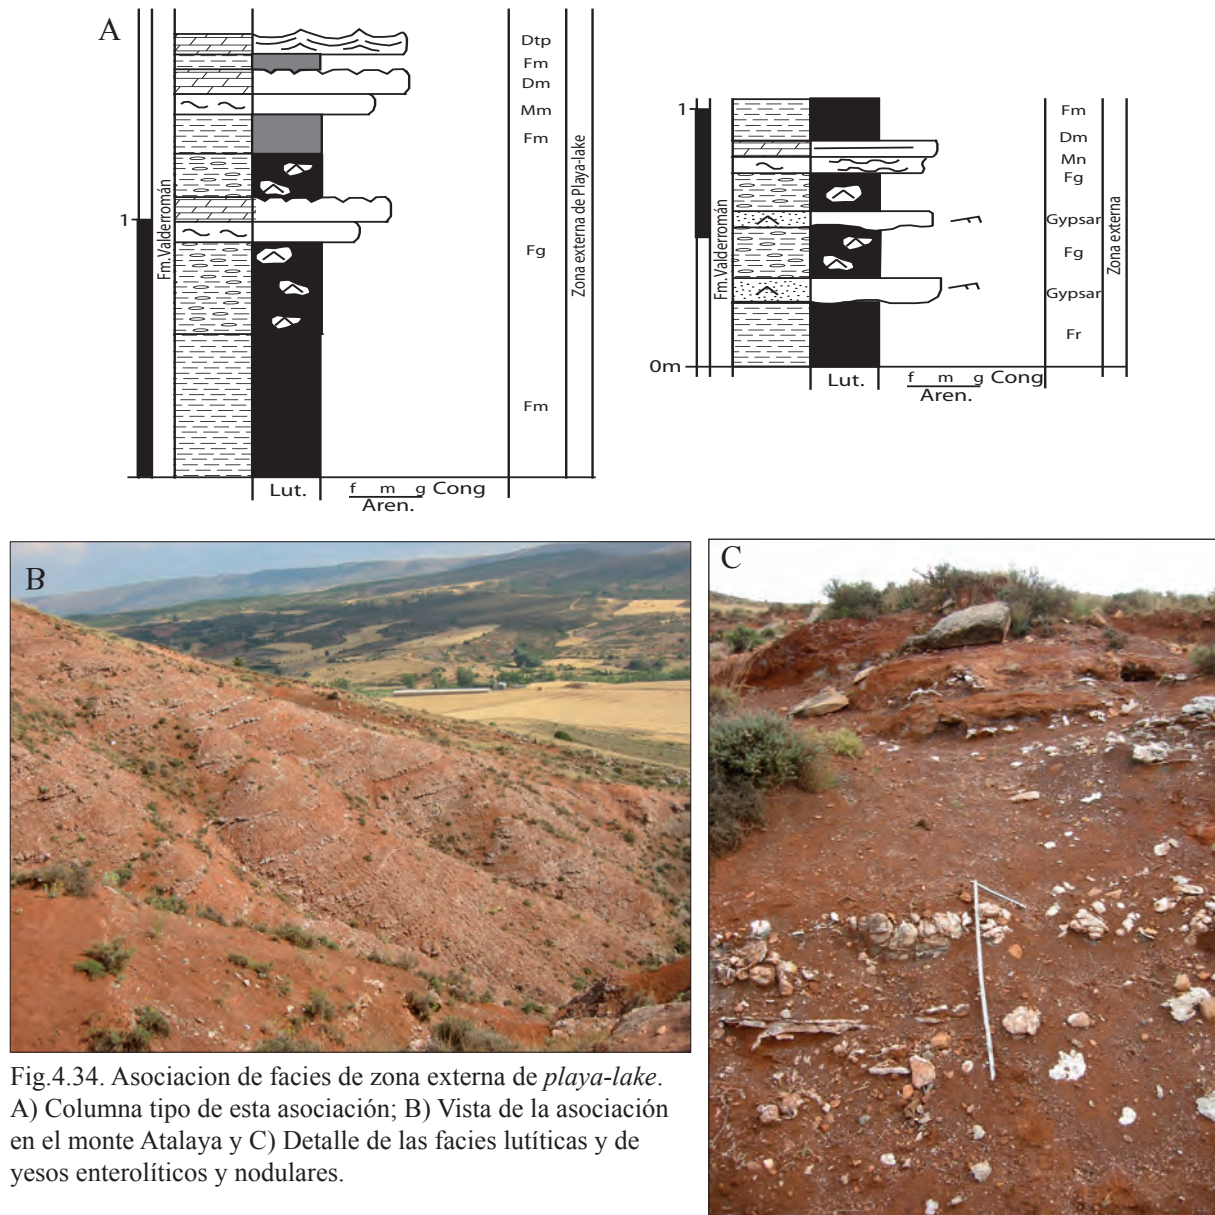 A
Dtp
Fm
Dm
Mm
Fm
1
Fg
Fm
Fm. Valderromán
Zona externa de Playa-lake
Lut.
f m g Cong
Aren.
1
Fm
Dm
Mn
Fg
Gypsar
Fg
Gypsar
Fr
Fm. Valderromán
Zona externa
0m
Lut.
f m g Cong
Aren.
B
C
Fig.4.34. Asociacion de facies de zona externa de playa-lake.
A) Columna tipo de esta asociación; B) Vista de la asociación
en el monte Atalaya y C) Detalle de las facies lutíticas y de
yesos enterolíticos y nodulares.